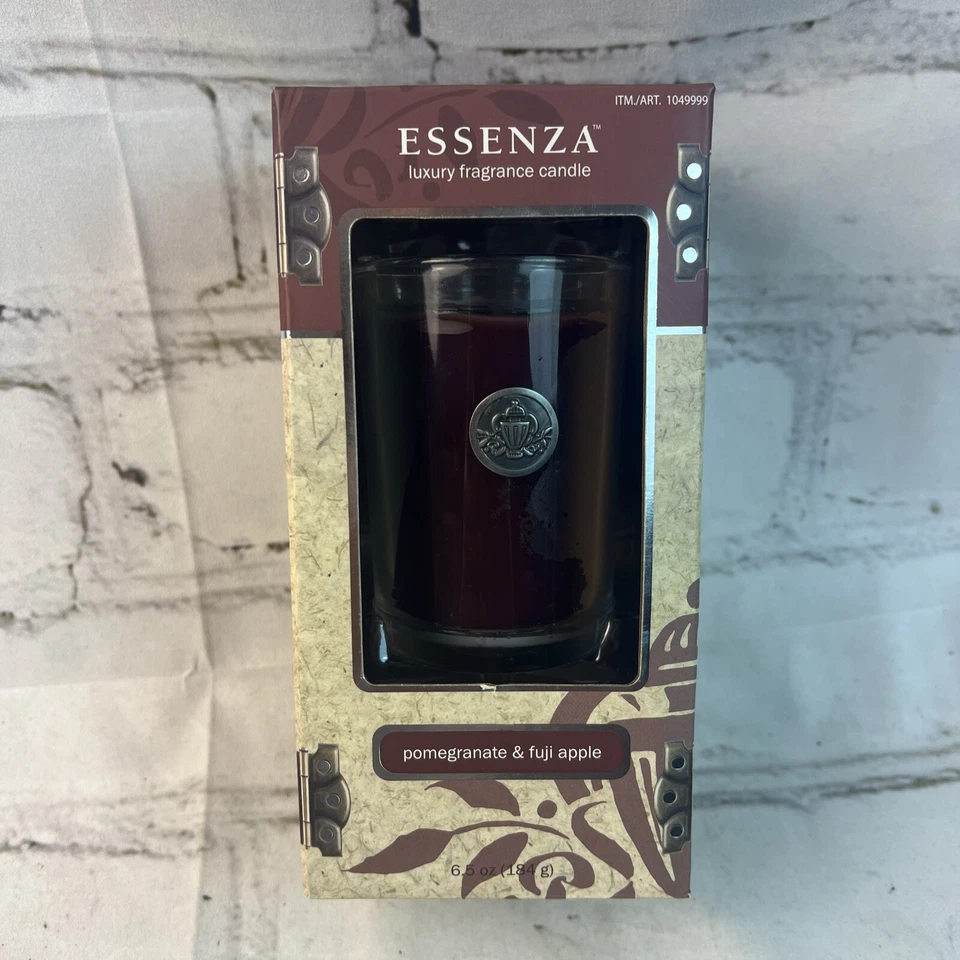 ITM./ART. 1049999
ESSENZA™
luxury fragrance candle
pomegranate & fuji apple
6.5 oz (184 g)